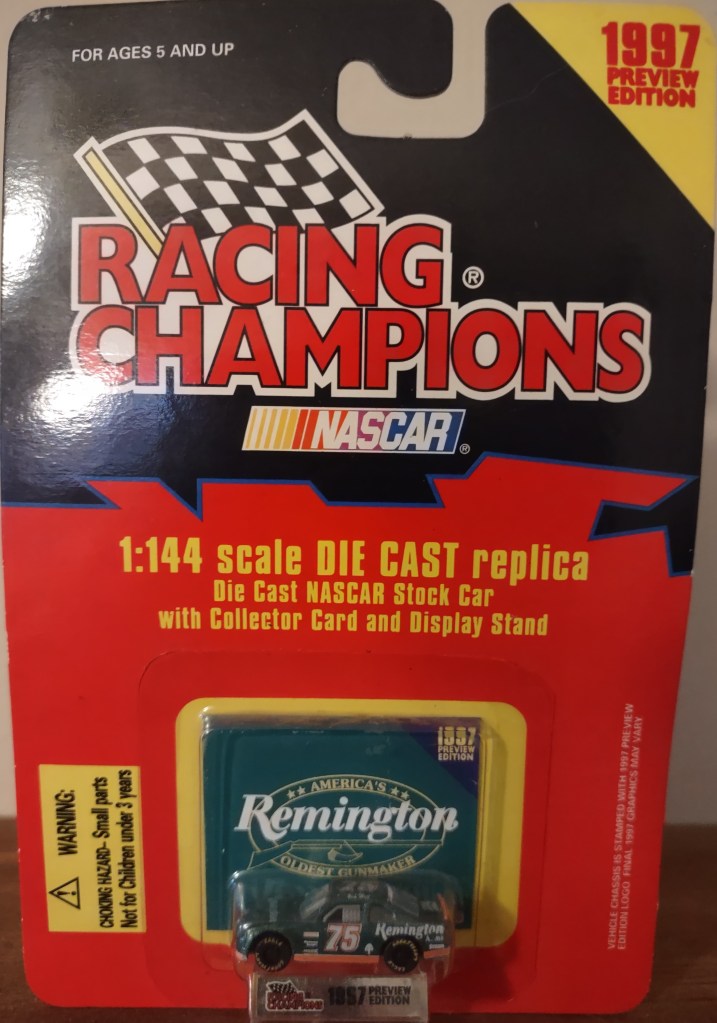 FOR AGES 5 AND UP
1997
PREVIEW
EDITION
RACING
CHAMPIONS
®
NASCAR
®
1:144 scale DIE CAST replica
Die Cast NASCAR Stock Car
with Collector Card and Display Stand
1997
PREVIEW
EDITION
AMERICA'S
Remington
OLDEST GUNMAKER
WARNING:
CHOKING HAZARD- Small parts
Not for Children under 3 years
VEHICLE CHASSIS IS STAMPED WITH 1997 PREVIEW
EDITION LOGO FINAL 1997 GRAPHICS MAY VARY
75
Remington
RACING
CHAMPIONS
1997 PREVIEW
EDITION